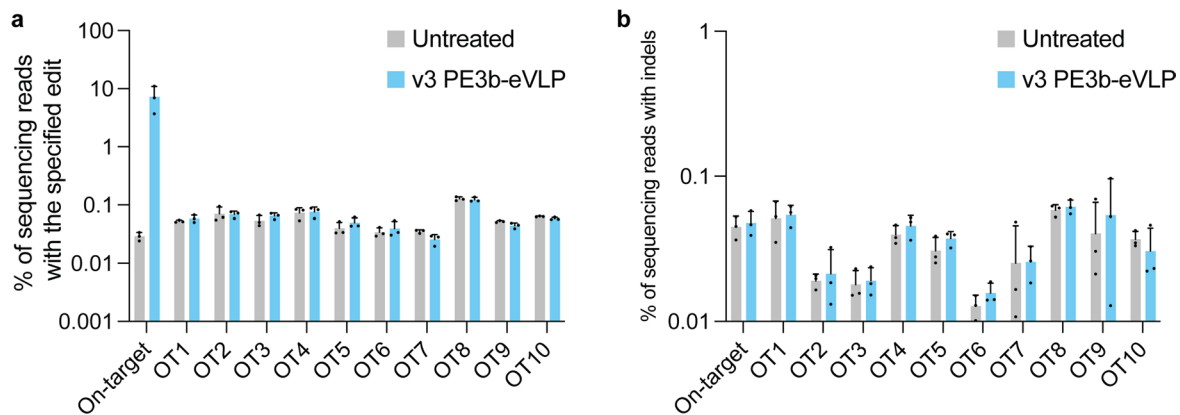 a
% of sequencing reads
with the specified edit
100
10
1
0.1
0.01
0.001
Untreated
v3 PE3b-eVLP
On-target
OT1
OT2
OT3
OT4
OT5
OT6
OT7
OT8
OT9
OT10
b
% of sequencing reads with indels
1
0.1
0.01
Untreated
v3 PE3b-eVLP
On-target
OT1
OT2
OT3
OT4
OT5
OT6
OT7
OT8
OT9
OT10